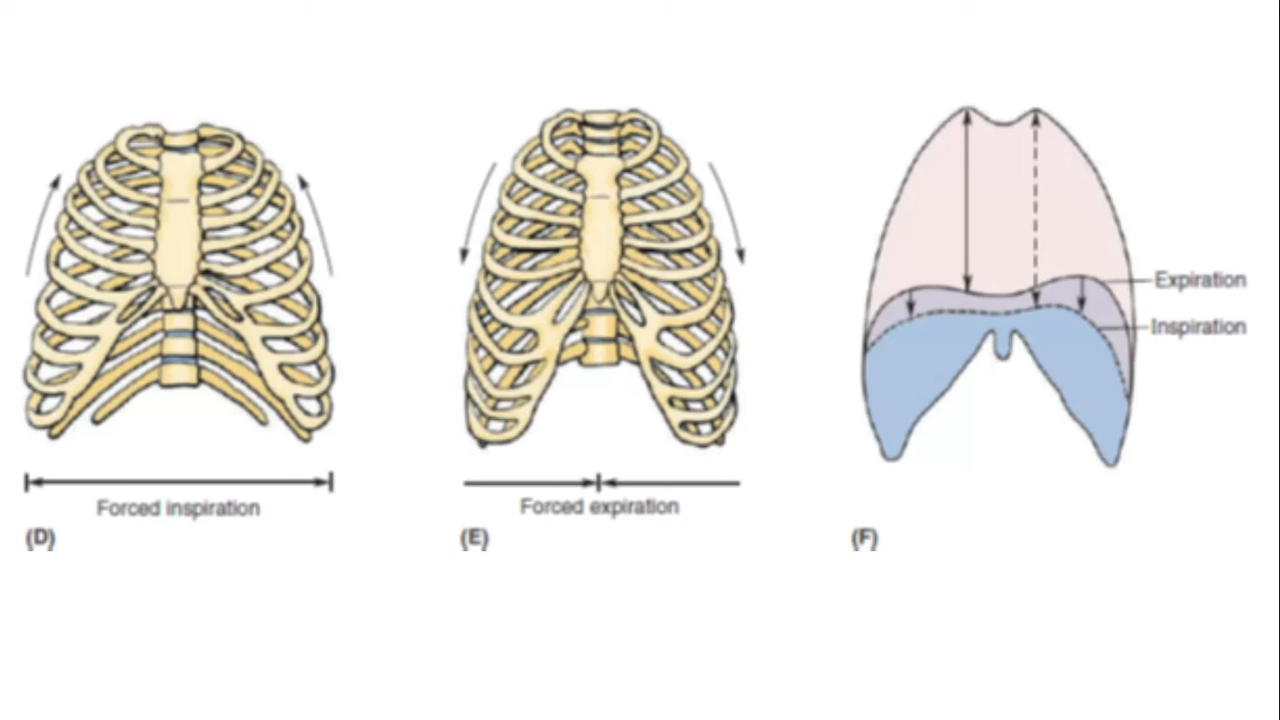 Expiration
Inspiration
Forced inspiration
Forced expiration
(D)
(E)
(F)